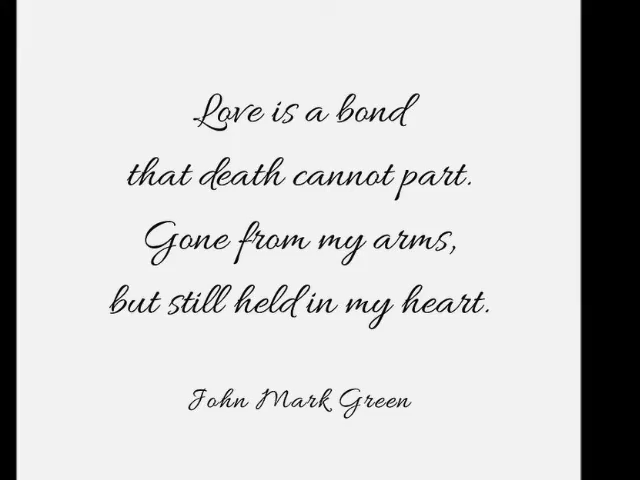 Love is a bond
that death cannot part.
Gone from my arms,
but still held in my heart.
John Mark Green